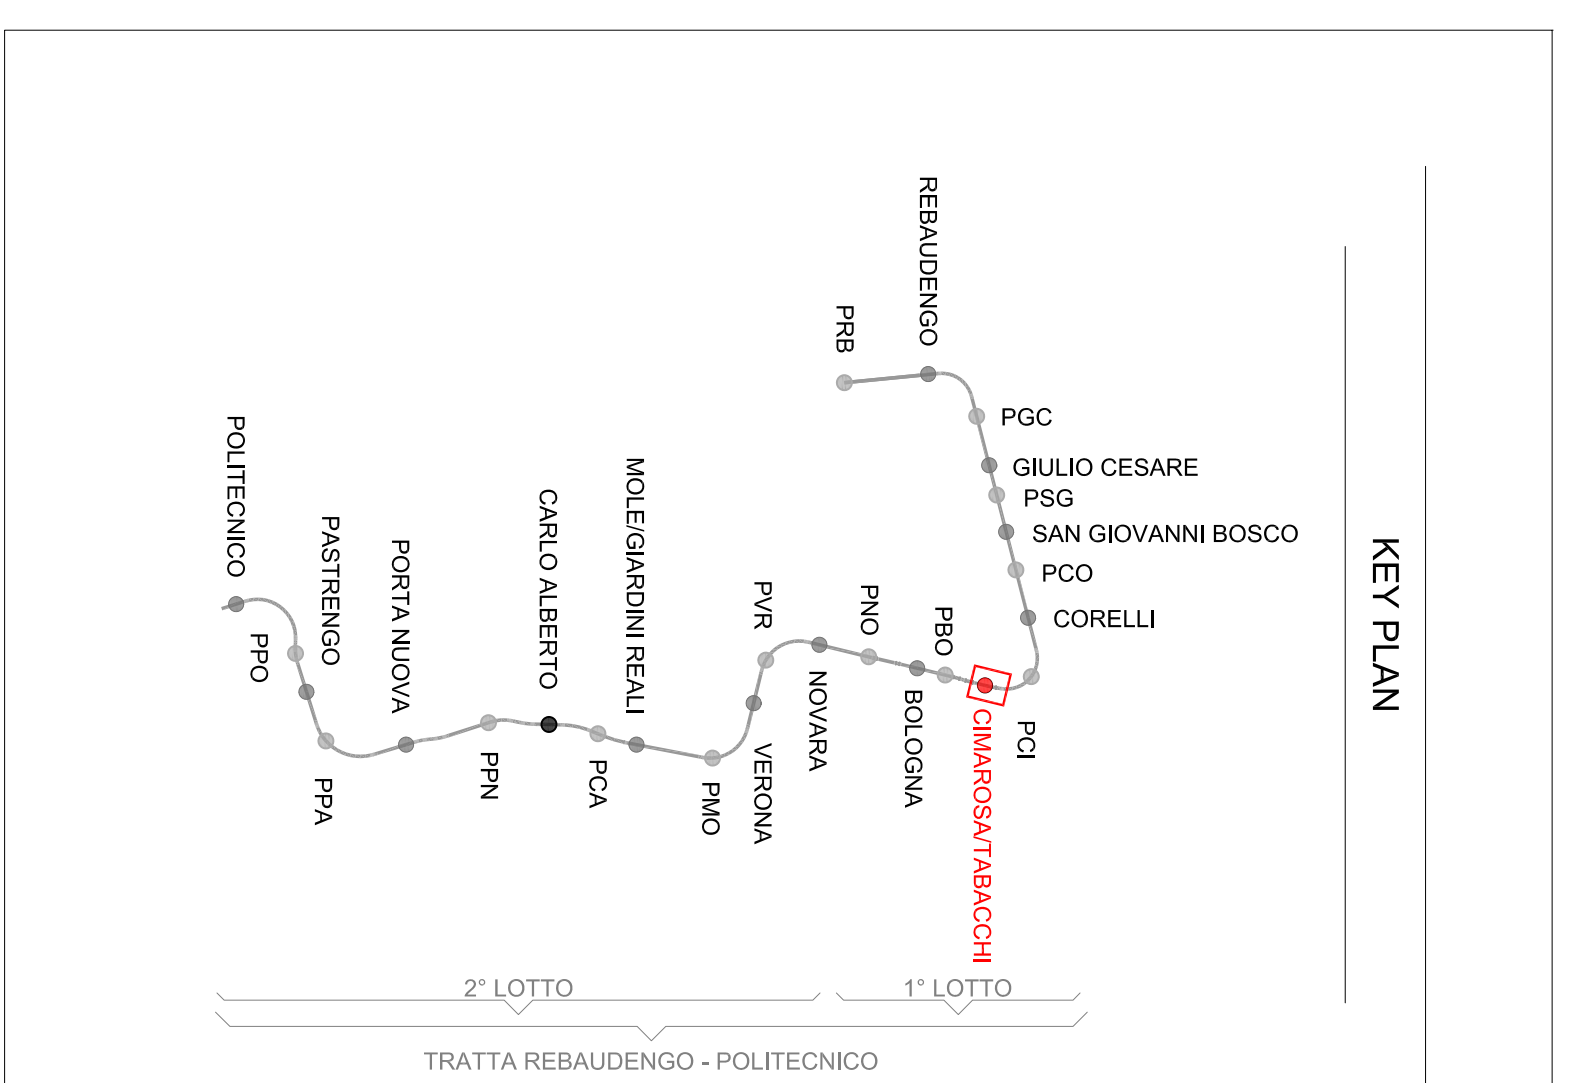 KEY PLAN
REBAUDENGO
PRB
PGC
GIULIO CESARE
PSG
SAN GIOVANNI BOSCO
PCO
CORELLI
PCI
CIMAROSA/TABACCHI
PBO
BOLOGNA
PNO
NOVARA
PVR
VERONA
PMO
MOLE/GIARDINI REALI
PCA
CARLO ALBERTO
PPN
PORTA NUOVA
PPA
PASTRENGO
PPO
POLITECNICO
2° LOTTO
1° LOTTO
TRATTA REBAUDENGO - POLITECNICO